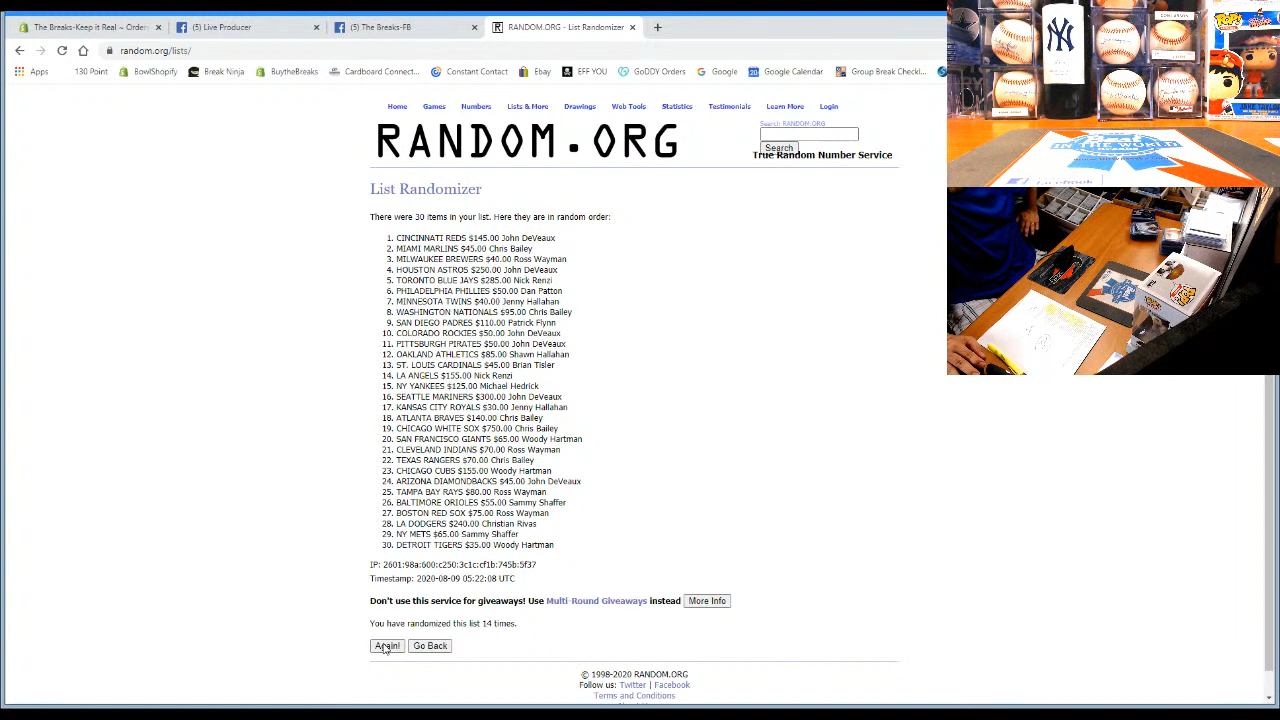 The Breaks-Keep it Real ~ Order
(5) Live Producer
(5) The Breaks-FB
RANDOM.ORG - List Randomizer
random.org/lists/
Apps
130 Point
BowlShopify
Break Ninja
BuytheBreaks
Cardboard Connec...
Constant Contact
Ebay
EFF YOU
GoDDY Orders
Google
Google Calendar
Group Break Checkl...
Home Games Numbers Lists & More Drawings Web Tools Statistics Testimonials Learn More Login
RANDOM.ORG
Search RANDOM.ORG
Search
True Random Number Service
List Randomizer
There were 30 items in your list. Here they are in random order:
1. CINCINNATI REDS $145.00 John DeVeaux
2. MIAMI MARLINS $45.00 Chris Bailey
3. MILWAUKEE BREWERS $40.00 Ross Wayman
4. HOUSTON ASTROS $250.00 John DeVeaux
5. TORONTO BLUE JAYS $285.00 Nick Renzi
6. PHILADELPHIA PHILLIES $50.00 Dan Patton
7. MINNESOTA TWINS $40.00 Jenny Hallahan
8. WASHINGTON NATIONALS $95.00 Chris Bailey
9. SAN DIEGO PADRES $110.00 Patrick Flynn
10. COLORADO ROCKIES $50.00 John DeVeaux
11. PITTSBURGH PIRATES $50.00 John DeVeaux
12. OAKLAND ATHLETICS $85.00 Shawn Hallahan
13. ST. LOUIS CARDINALS $45.00 Brian Tisler
14. LA ANGELS $155.00 Nick Renzi
15. NY YANKEES $125.00 Michael Hedrick
16. SEATTLE MARINERS $300.00 John DeVeaux
17. KANSAS CITY ROYALS $30.00 Jenny Hallahan
18. ATLANTA BRAVES $140.00 Chris Bailey
19. CHICAGO WHITE SOX $750.00 Chris Bailey
20. SAN FRANCISCO GIANTS $65.00 Woody Hartman
21. CLEVELAND INDIANS $70.00 Ross Wayman
22. TEXAS RANGERS $70.00 Chris Bailey
23. CHICAGO CUBS $155.00 Woody Hartman
24. ARIZONA DIAMONDBACKS $45.00 John DeVeaux
25. TAMPA BAY RAYS $80.00 Ross Wayman
26. BALTIMORE ORIOLES $55.00 Sammy Shaffer
27. BOSTON RED SOX $75.00 Ross Wayman
28. LA DODGERS $240.00 Christian Rivas
29. NY METS $65.00 Sammy Shaffer
30. DETROIT TIGERS $35.00 Woody Hartman
IP: 2601:98a:600:c250:3c1c:cf1b:745b:5f37
Timestamp: 2020-08-09 05:22:08 UTC
Don't use this service for giveaways! Use Multi-Round Giveaways instead More Info
You have randomized this list 14 times.
Again! Go Back
© 1998-2020 RANDOM.ORG
Follow us: Twitter | Facebook
Terms and Conditions
POP!
IN THE WORLD
Facebook